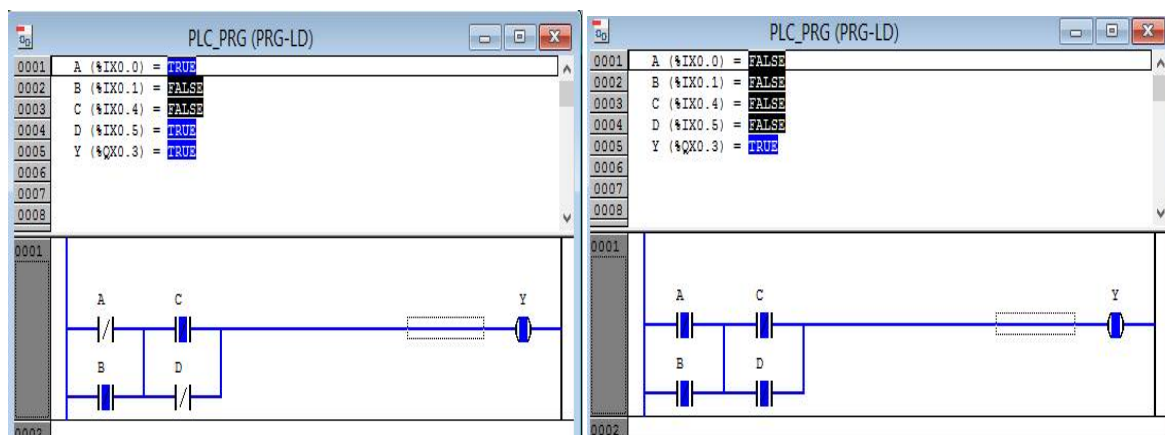 PLC_PRG (PRG-LD)
0001 A (%IX0.0) = TRUE
0002 B (%IX0.1) = FALSE
0003 C (%IX0.4) = FALSE
0004 D (%IX0.5) = TRUE
0005 Y (%QX0.3) = TRUE
0006
0007
0008
0001
A C Y
B D
0002
PLC_PRG (PRG-LD)
0001 A (%IX0.0) = FALSE
0002 B (%IX0.1) = FALSE
0003 C (%IX0.4) = FALSE
0004 D (%IX0.5) = FALSE
0005 Y (%QX0.3) = TRUE
0006
0007
0008
0001
A C Y
B D
0002